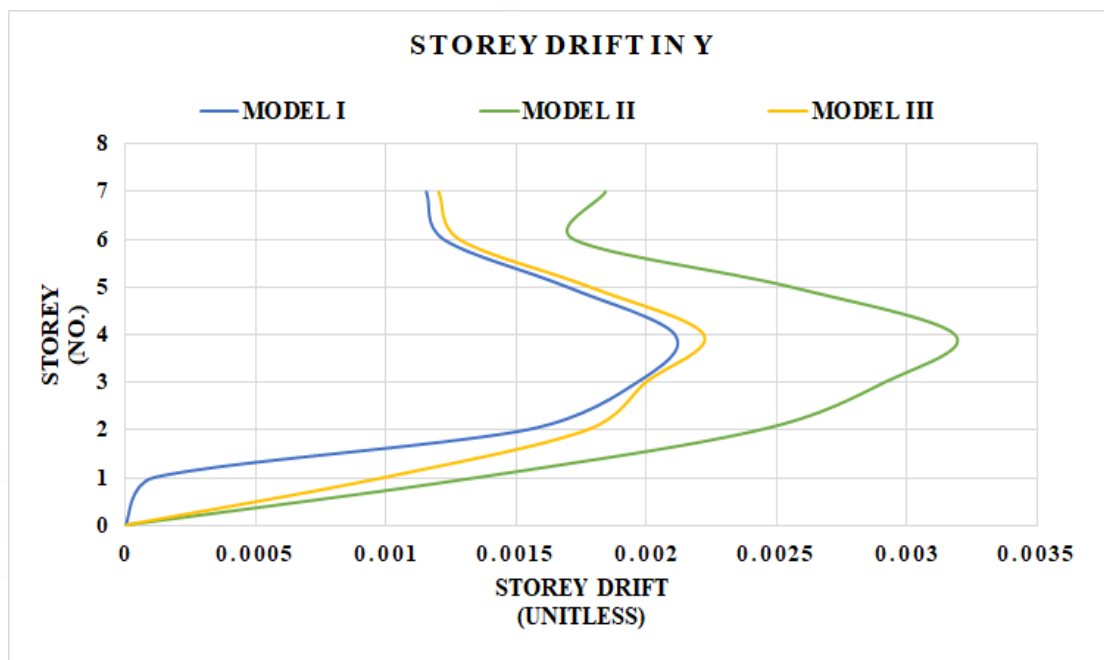 STOREY DRIFT IN Y
MODEL I MODEL II MODEL III
8
7
6
5
4
3
2
1
0
STOREY
(NO.)
0 0.0005 0.001 0.0015 0.002 0.0025 0.003 0.0035
STOREY DRIFT
(UNITLESS)